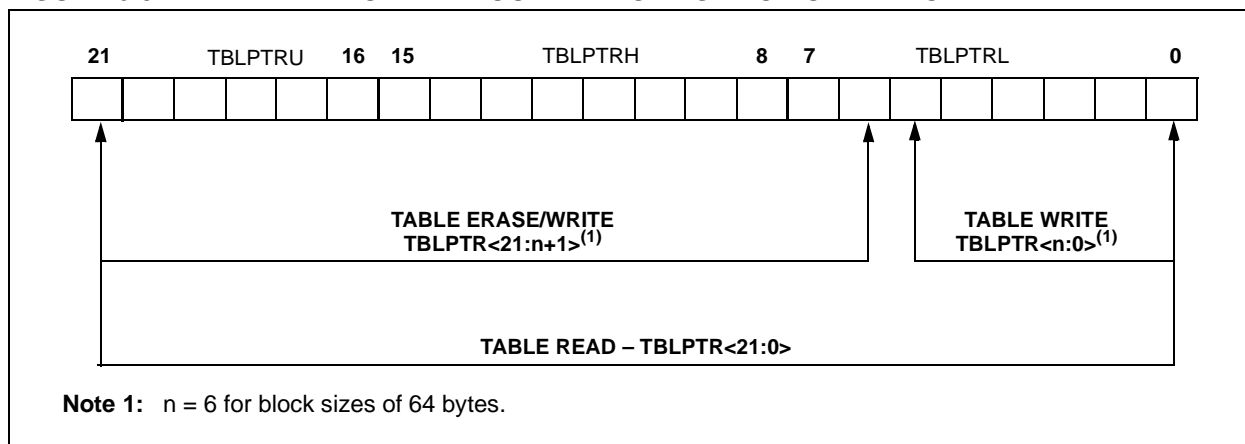 21 TBLPTRU 16 15 TBLPTRH 8 7 TBLPTRL 0
TABLE ERASE/WRITE TABLE WRITE
TBLPTR<21:n+1>(1) TBLPTR<n:0>(1)
TABLE READ – TBLPTR<21:0>
Note 1: n = 6 for block sizes of 64 bytes.